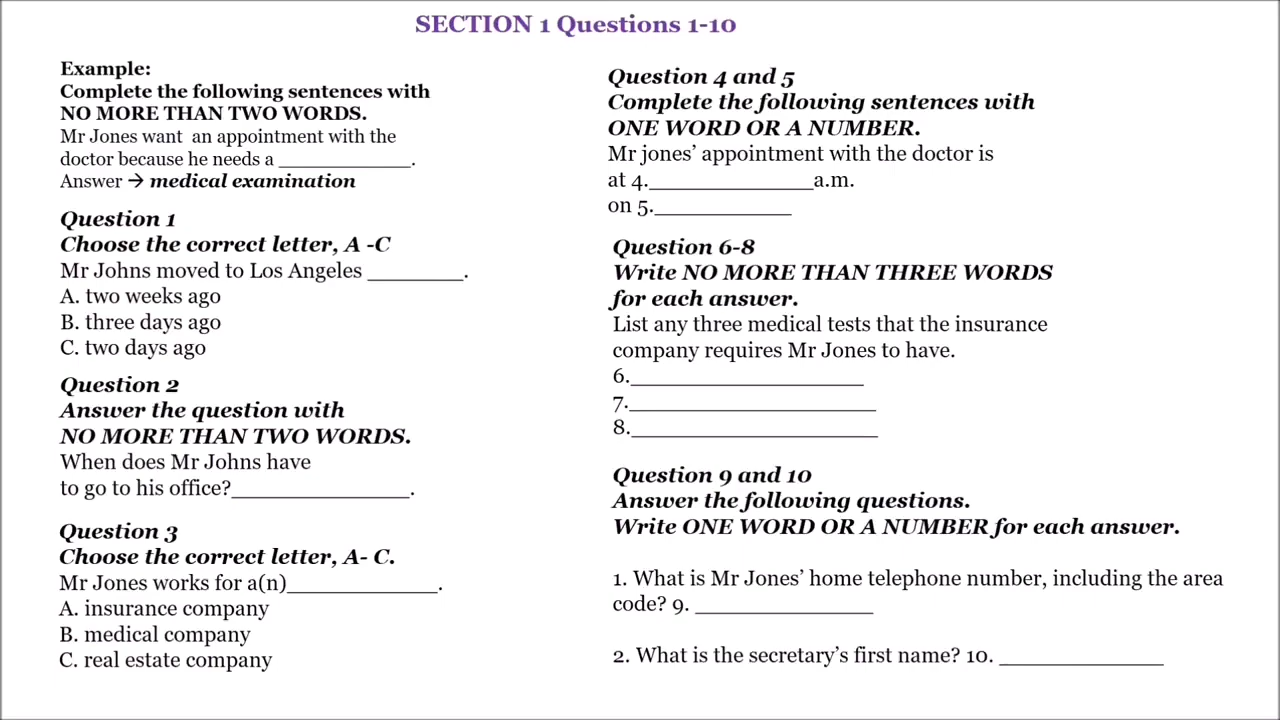 SECTION 1 Questions 1-10
Example:
Complete the following sentences with
NO MORE THAN TWO WORDS.
Mr Jones want  an appointment with the
doctor because he needs a ____________.
Answer → medical examination
Question 1
Choose the correct letter, A -C
Mr Johns moved to Los Angeles ________.
A. two weeks ago
B. three days ago
C. two days ago
Question 2
Answer the question with
NO MORE THAN TWO WORDS.
When does Mr Johns have
to go to his office?_______________.
Question 3
Choose the correct letter, A- C.
Mr Jones works for a(n)_____________.
A. insurance company
B. medical company
C. real estate company
Question 4 and 5
Complete the following sentences with
ONE WORD OR A NUMBER.
Mr jones' appointment with the doctor is
at 4.______________a.m.
on 5.____________
Question 6-8
Write NO MORE THAN THREE WORDS
for each answer.
List any three medical tests that the insurance
company requires Mr Jones to have.
6.____________________
7._____________________
8._____________________
Question 9 and 10
Answer the following questions.
Write ONE WORD OR A NUMBER for each answer.
1. What is Mr Jones' home telephone number, including the area
code? 9. _______________
2. What is the secretary's first name? 10. ______________